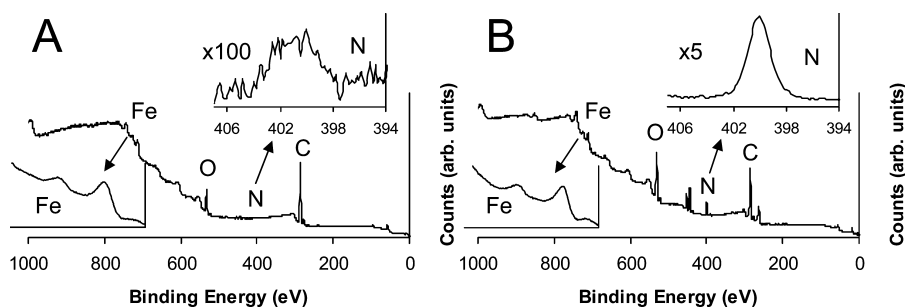 A
x100
N
406 402 398 394
Fe
O
C
N
Fe
Counts (arb. units)
1000 800 600 400 200 0
Binding Energy (eV)
B
x5
N
406 402 398 394
Fe
O
C
N
Fe
Counts (arb. units)
1000 800 600 400 200 0
Binding Energy (eV)